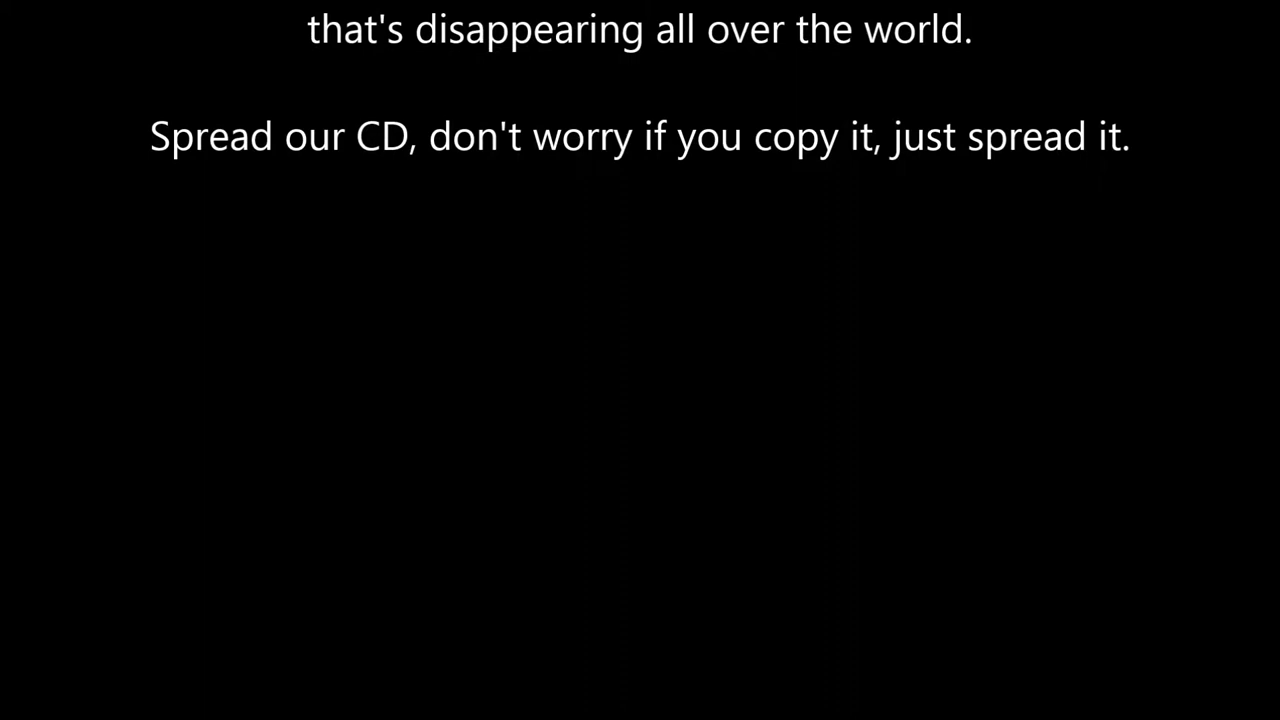 that's disappearing all over the world.
Spread our CD, don't worry if you copy it, just spread it.